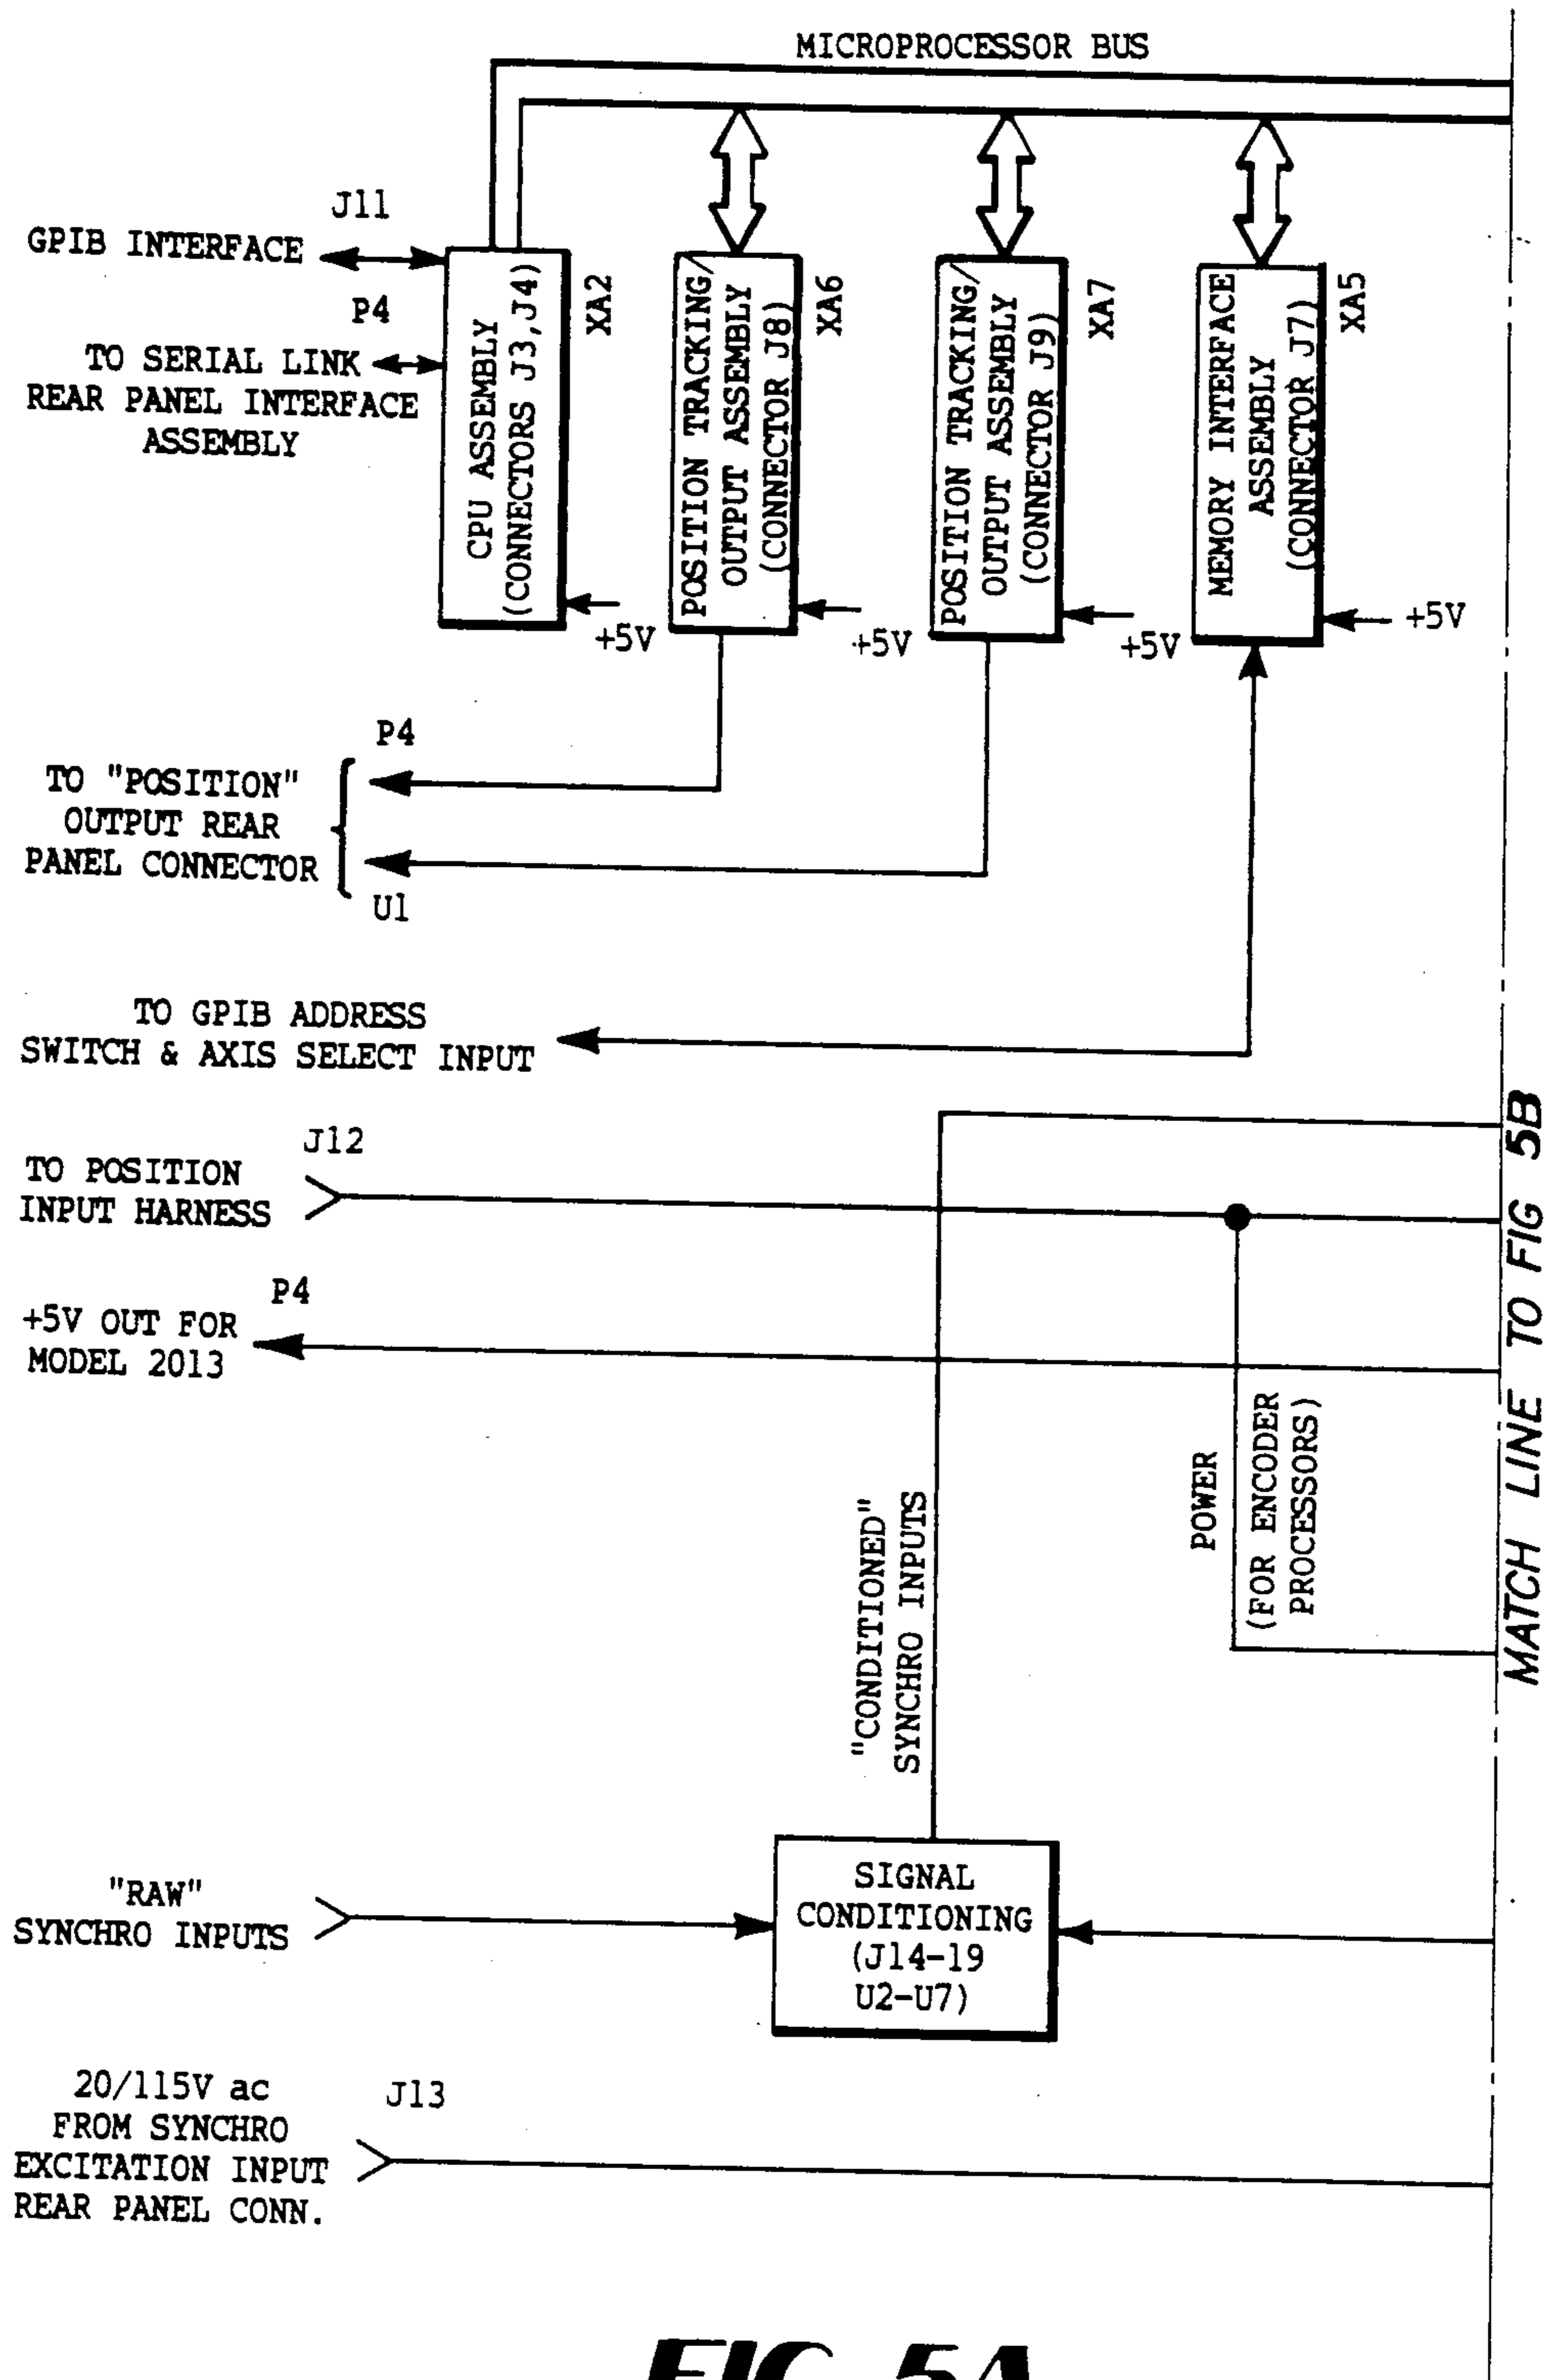 MICROPROCESSOR BUS
J11
GPIB INTERFACE
P4
TO SERIAL LINK
REAR PANEL INTERFACE
ASSEMBLY
CPU ASSEMBLY
(CONNECTORS J3,J4)
XA2
+5V
POSITION TRACKING/
OUTPUT ASSEMBLY
(CONNECTOR J8)
XA6
+5V
POSITION TRACKING/
OUTPUT ASSEMBLY
(CONNECTOR J9)
XA7
+5V
MEMORY INTERFACE
ASSEMBLY
(CONNECTOR J7)
XA5
+5V
P4
TO "POSITION"
OUTPUT REAR
PANEL CONNECTOR
U1
TO GPIB ADDRESS
SWITCH & AXIS SELECT INPUT
J12
TO POSITION
INPUT HARNESS
P4
+5V OUT FOR
MODEL 2013
"CONDITIONED"
SYNCHRO INPUTS
POWER
(FOR ENCODER
PROCESSORS)
MATCH LINE TO FIG 5B
"RAW"
SYNCHRO INPUTS
SIGNAL
CONDITIONING
(J14-19
U2-U7)
20/115V ac
FROM SYNCHRO
EXCITATION INPUT
REAR PANEL CONN.
J13
FIG 5A